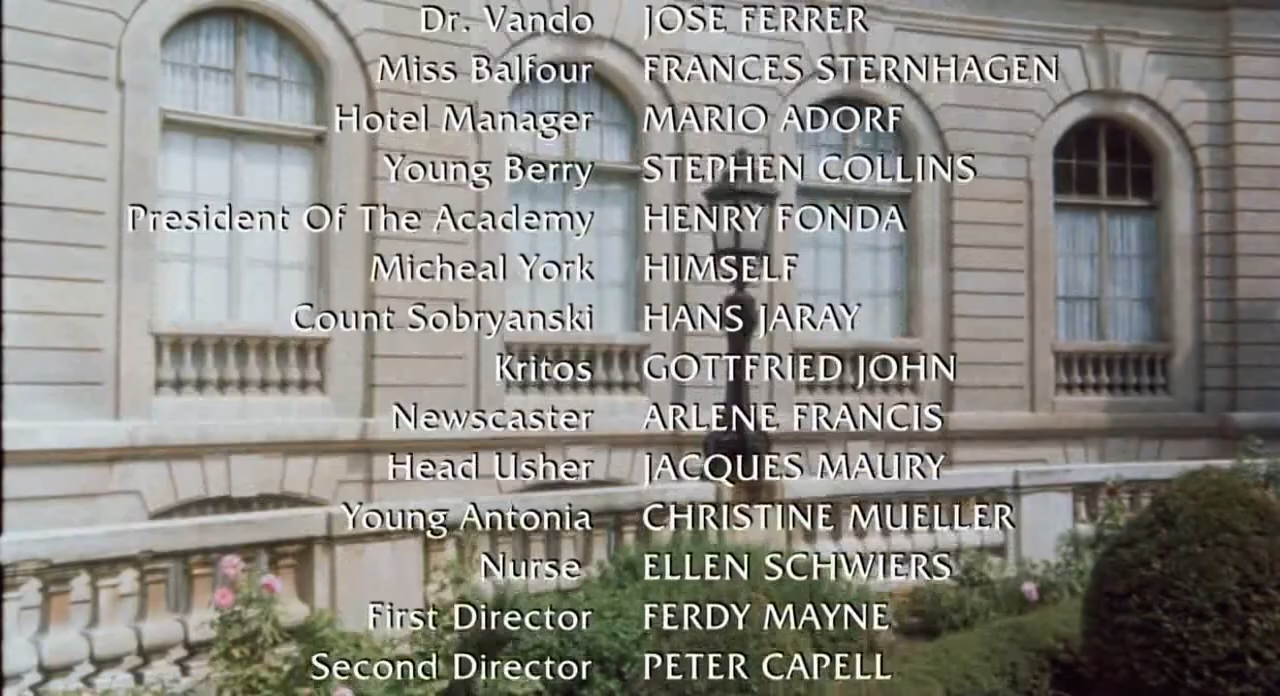 Dr. Vando JOSE FERRER
Miss Balfour FRANCES STERNHAGEN
Hotel Manager MARIO ADORF
Young Berry STEPHEN COLLINS
President Of The Academy HENRY FONDA
Micheal York HIMSELF
Count Sobryanski HANS JARAY
Kritos GOTTFRIED JOHN
Newscaster ARLENE FRANCIS
Head Usher JACQUES MAURY
Young Antonia CHRISTINE MUELLER
Nurse ELLEN SCHWIERS
First Director FERDY MAYNE
Second Director PETER CAPELL